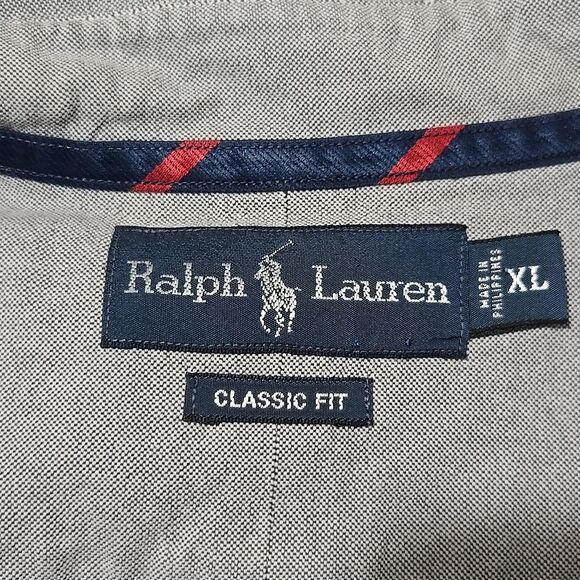 Ralph Lauren
MADE IN
PHILIPPINES
XL
CLASSIC FIT